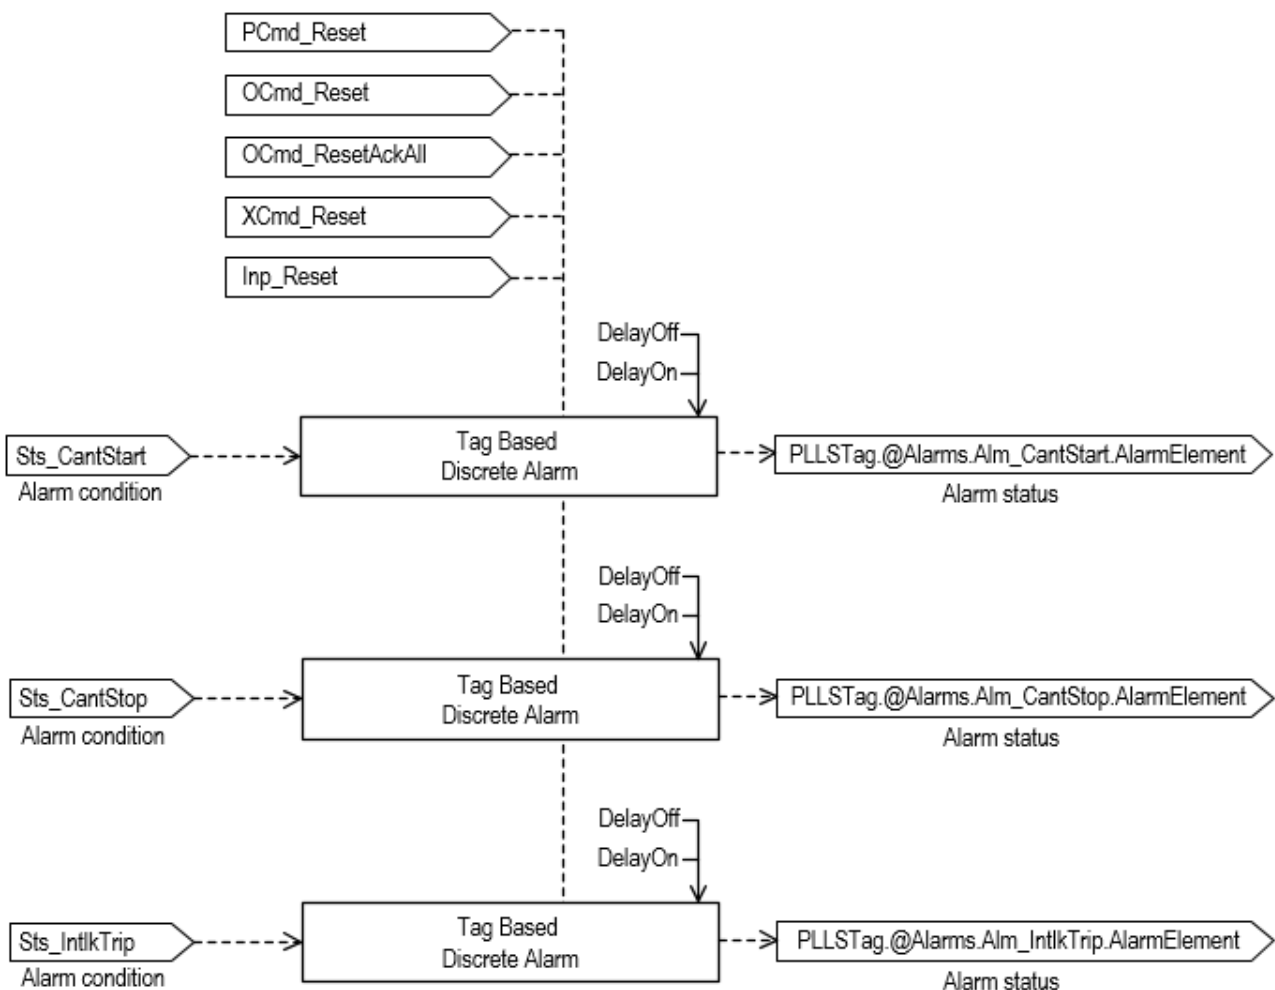 PCmd_Reset
OCmd_Reset
OCmd_ResetAckAll
XCmd_Reset
Inp_Reset
DelayOff
DelayOn
Sts_CantStart
Alarm condition
Tag Based
Discrete Alarm
PLLSTag.@Alarms.Alm_CantStart.AlarmElement
Alarm status
DelayOff
DelayOn
Sts_CantStop
Alarm condition
Tag Based
Discrete Alarm
PLLSTag.@Alarms.Alm_CantStop.AlarmElement
Alarm status
DelayOff
DelayOn
Sts_IntlkTrip
Alarm condition
Tag Based
Discrete Alarm
PLLSTag.@Alarms.Alm_IntlkTrip.AlarmElement
Alarm status